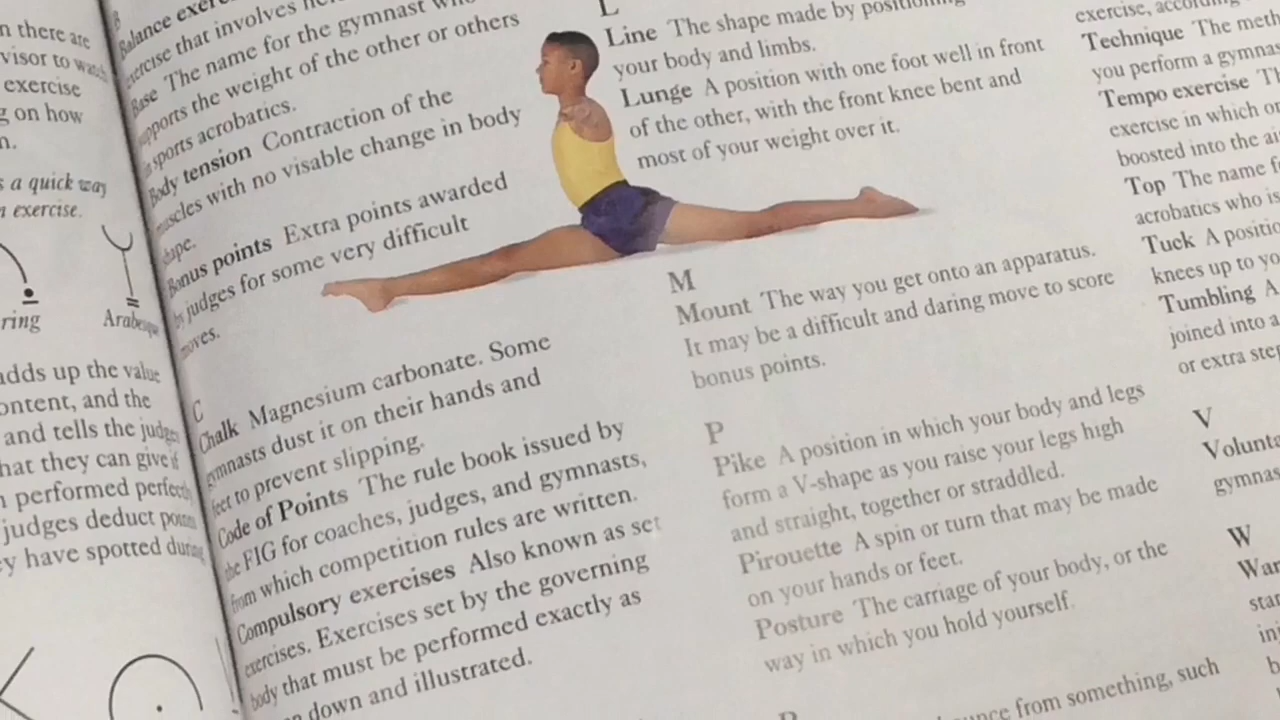 n there are
visor to watch
exercise
g on how
n.
s a quick way
n exercise.
ring
Arabesque
adds up the value
ontent, and the
and tells the judges
hat they can give if
n performed perfectly
judges deduct points
ey have spotted during
B
Balance exer
exercise that involves
Base The name for the gymnast who
supports the weight of the other or others
in sports acrobatics.
Body tension Contraction of the
muscles with no visable change in body
shape.
Bonus points Extra points awarded
by judges for some very difficult
moves.
C
Chalk Magnesium carbonate. Some
gymnasts dust it on their hands and
feet to prevent slipping.
Code of Points The rule book issued by
the FIG for coaches, judges, and gymnasts,
from which competition rules are written.
Compulsory exercises Also known as set
exercises. Exercises set by the governing
body that must be performed exactly as
down and illustrated.
L
Line The shape made by positioning
your body and limbs.
Lunge A position with one foot well in front
of the other, with the front knee bent and
most of your weight over it.
M
Mount The way you get onto an apparatus.
It may be a difficult and daring move to score
bonus points.
P
Pike A position in which your body and legs
form a V-shape as you raise your legs high
and straight, together or straddled.
Pirouette A spin or turn that may be made
on your hands or feet.
Posture The carriage of your body, or the
way in which you hold yourself.
R
ounce from something, such
exercise, according
Technique The meth
you perform a gymnas
Tempo exercise Th
exercise in which on
boosted into the ai
Top The name f
acrobatics who is
Tuck A positio
knees up to yo
Tumbling A
joined into a
or extra step
V
Volunta
gymnas
W
War
star
inj
b